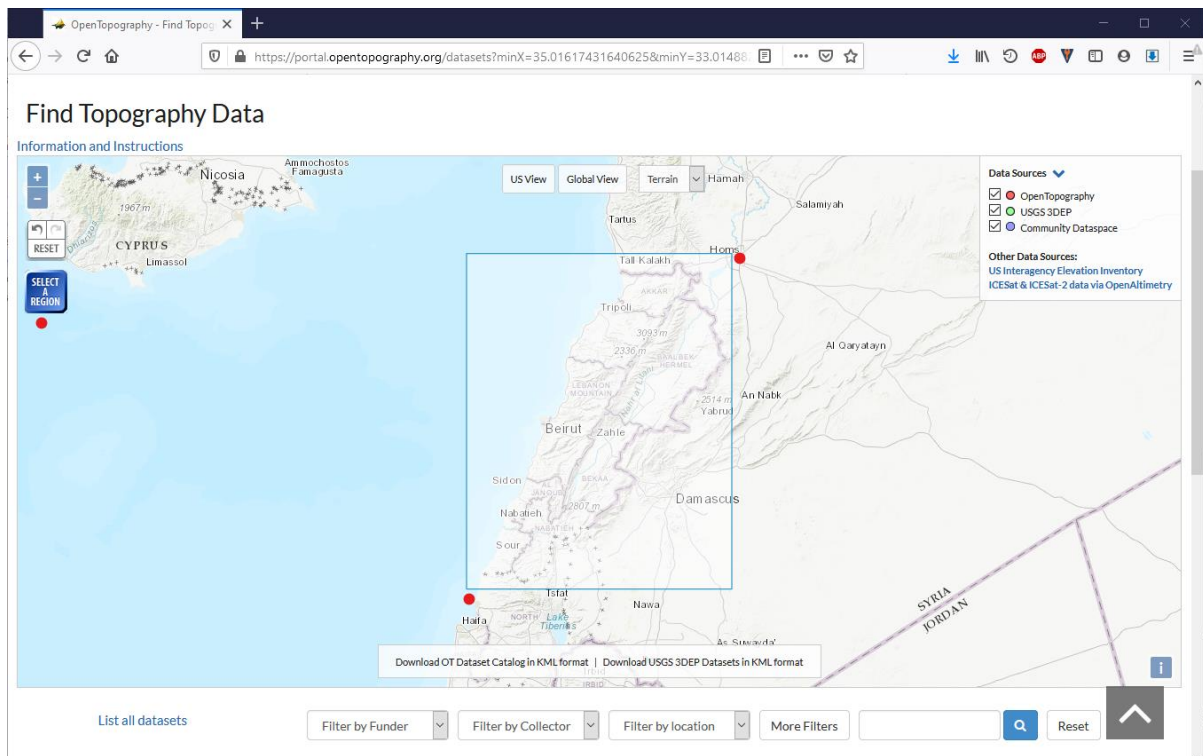 OpenTopography - Find Topog
https://portal.opentopography.org/datasets?minX=35.01617431640625&minY=33.01488
ABP
Find Topography Data
Information and Instructions
+
−
RESET
SELECT
A
REGION
US View
Global View
Terrain
Data Sources
OpenTopography
USGS 3DEP
Community Dataspace
Other Data Sources:
US Interagency Elevation Inventory
ICESat & ICESat-2 data via OpenAltimetry
Ammochostos
Famagusta
Nicosia
1967m
CYPRUS
Limassol
Hamah
Salamiyah
Tartus
Homs
Tall Kalakh
AKKAR
Tripoli
3093m
2336 m
BAALBEK
HERMEL
Al Qaryatayn
LEBANON
MOUNTAIN
2514 m
An Nabk
Yabrud
Beirut
Zahle
Sidon
BEKAA
Damascus
Nabatieh
2807 m
NABATIEH
Sour
Tsfat
Nawa
Haifa
NORTH
Lake
Tiberias
As Suwayda'
SYRIA
JORDAN
IRBID
Download OT Dataset Catalog in KML format | Download USGS 3DEP Datasets in KML format
i
List all datasets
Filter by Funder
Filter by Collector
Filter by location
More Filters
Reset